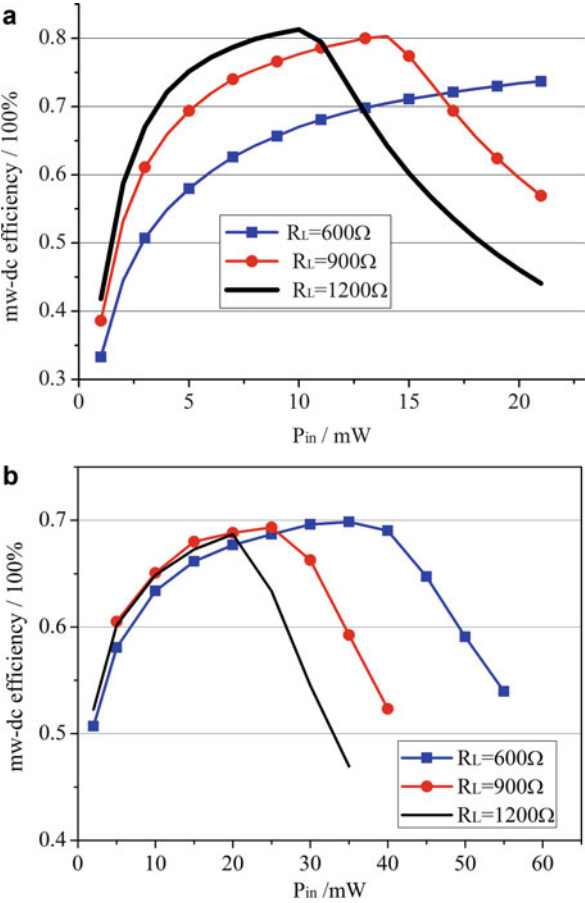 a
mw-dc efficiency / 100%
0.8
0.7
0.6
0.5
0.4
0.3
RL=600Ω
RL=900Ω
RL=1200Ω
0 5 10 15 20
Pin / mW
b
mw-dc efficiency / 100%
0.7
0.6
0.5
0.4
RL=600Ω
RL=900Ω
RL=1200Ω
0 10 20 30 40 50 60
Pin /mW